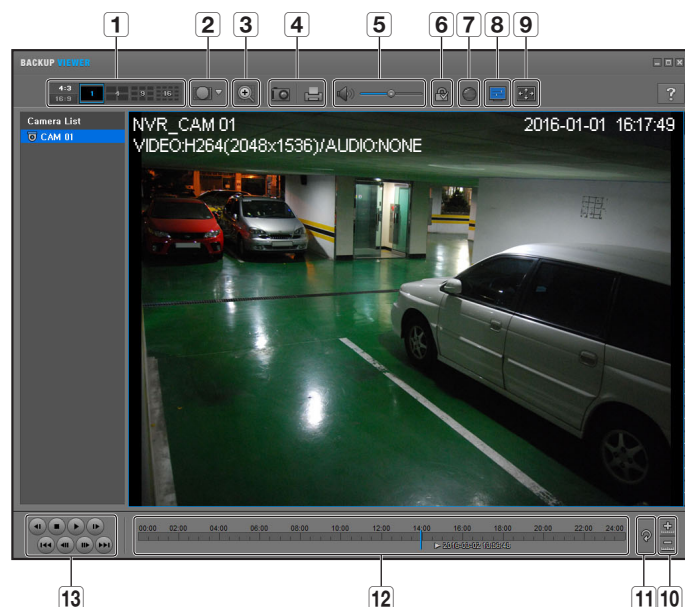 1 2 3 4 5 6 7 8 9
BACKUP VIEWER
4:3
16:9
1 4 9 16
?
Camera List
CAM 01
NVR_CAM 01 2016-01-01 16:17:49
VIDEO:H264(2048x1536)/AUDIO:NONE
00:00 02:00 04:00 06:00 08:00 10:00 12:00 14:00 16:00 18:00 20:00 22:00 24:00
13 12 11 10